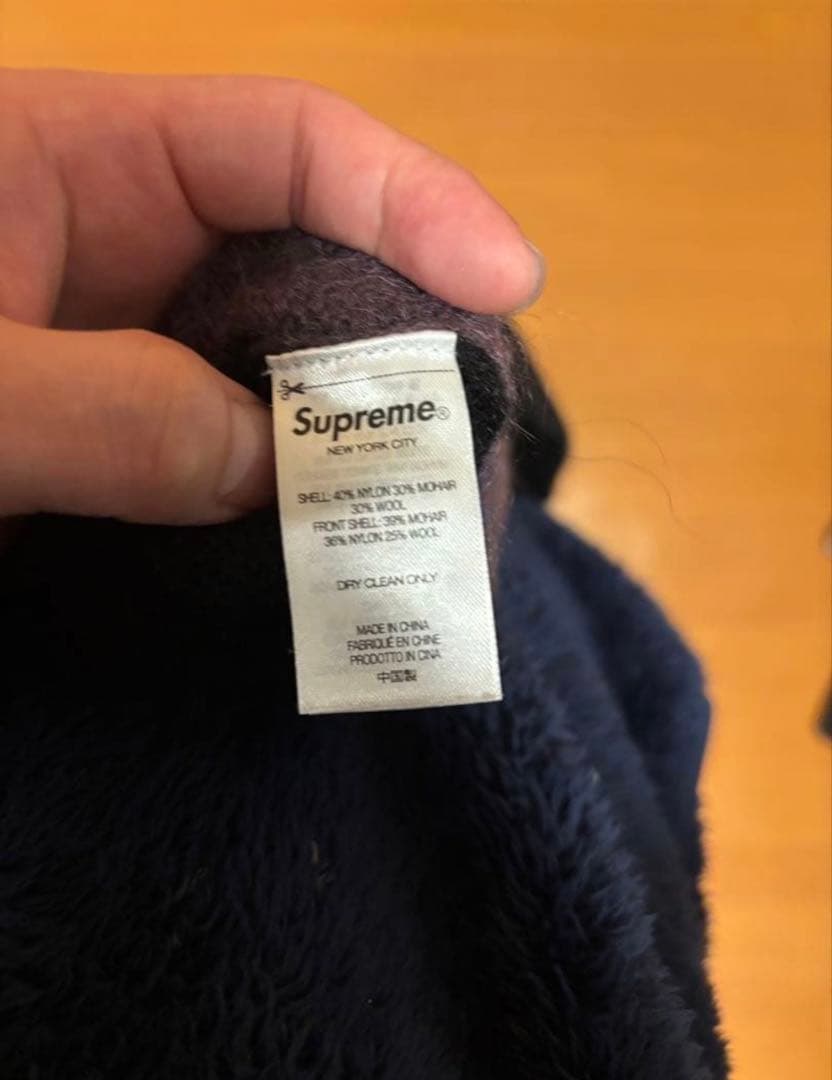 Supreme®
NEW YORK CITY
SHELL: 40% NYLON 30% MOHAIR
30% WOOL
FRONT SHELL: 39% MOHAIR
36% NYLON 25% WOOL
DRY CLEAN ONLY
MADE IN CHINA
FABRIQUÉ EN CHINE
PRODOTTO IN CINA
中国製